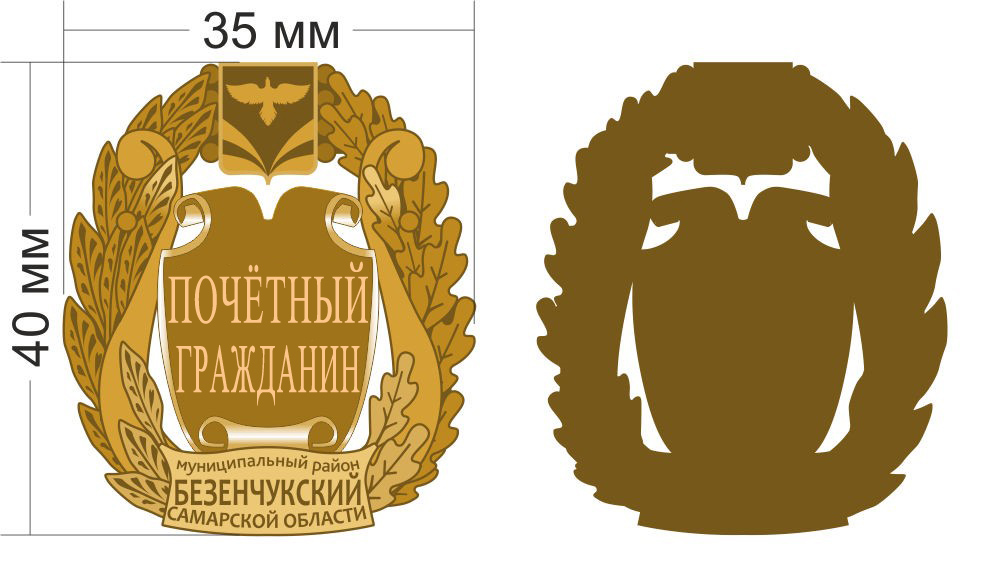 35 мм
40 мм
ПОЧЁТНЫЙ
ГРАЖДАНИН
муниципальный район
БЕЗЕНЧУКСКИЙ
САМАРСКОЙ ОБЛАСТИ